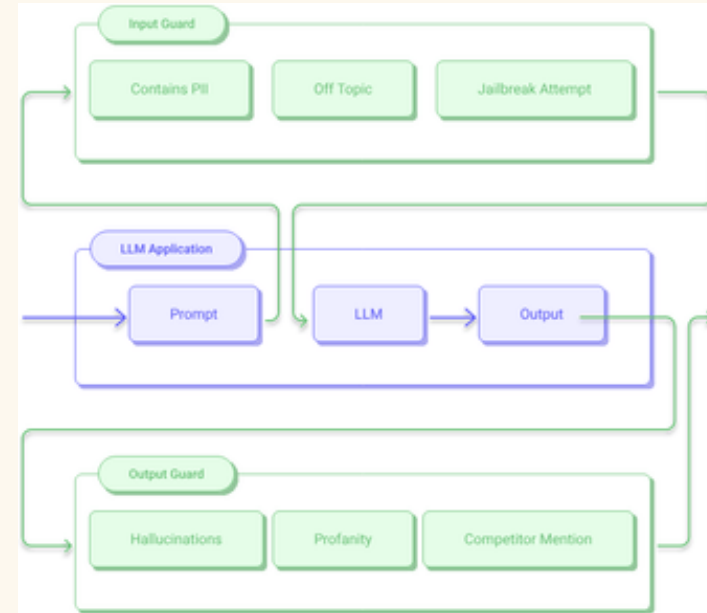 Input Guard
Contains PII
Off Topic
Jailbreak Attempt
LLM Application
Prompt
LLM
Output
Output Guard
Hallucinations
Profanity
Competitor Mention